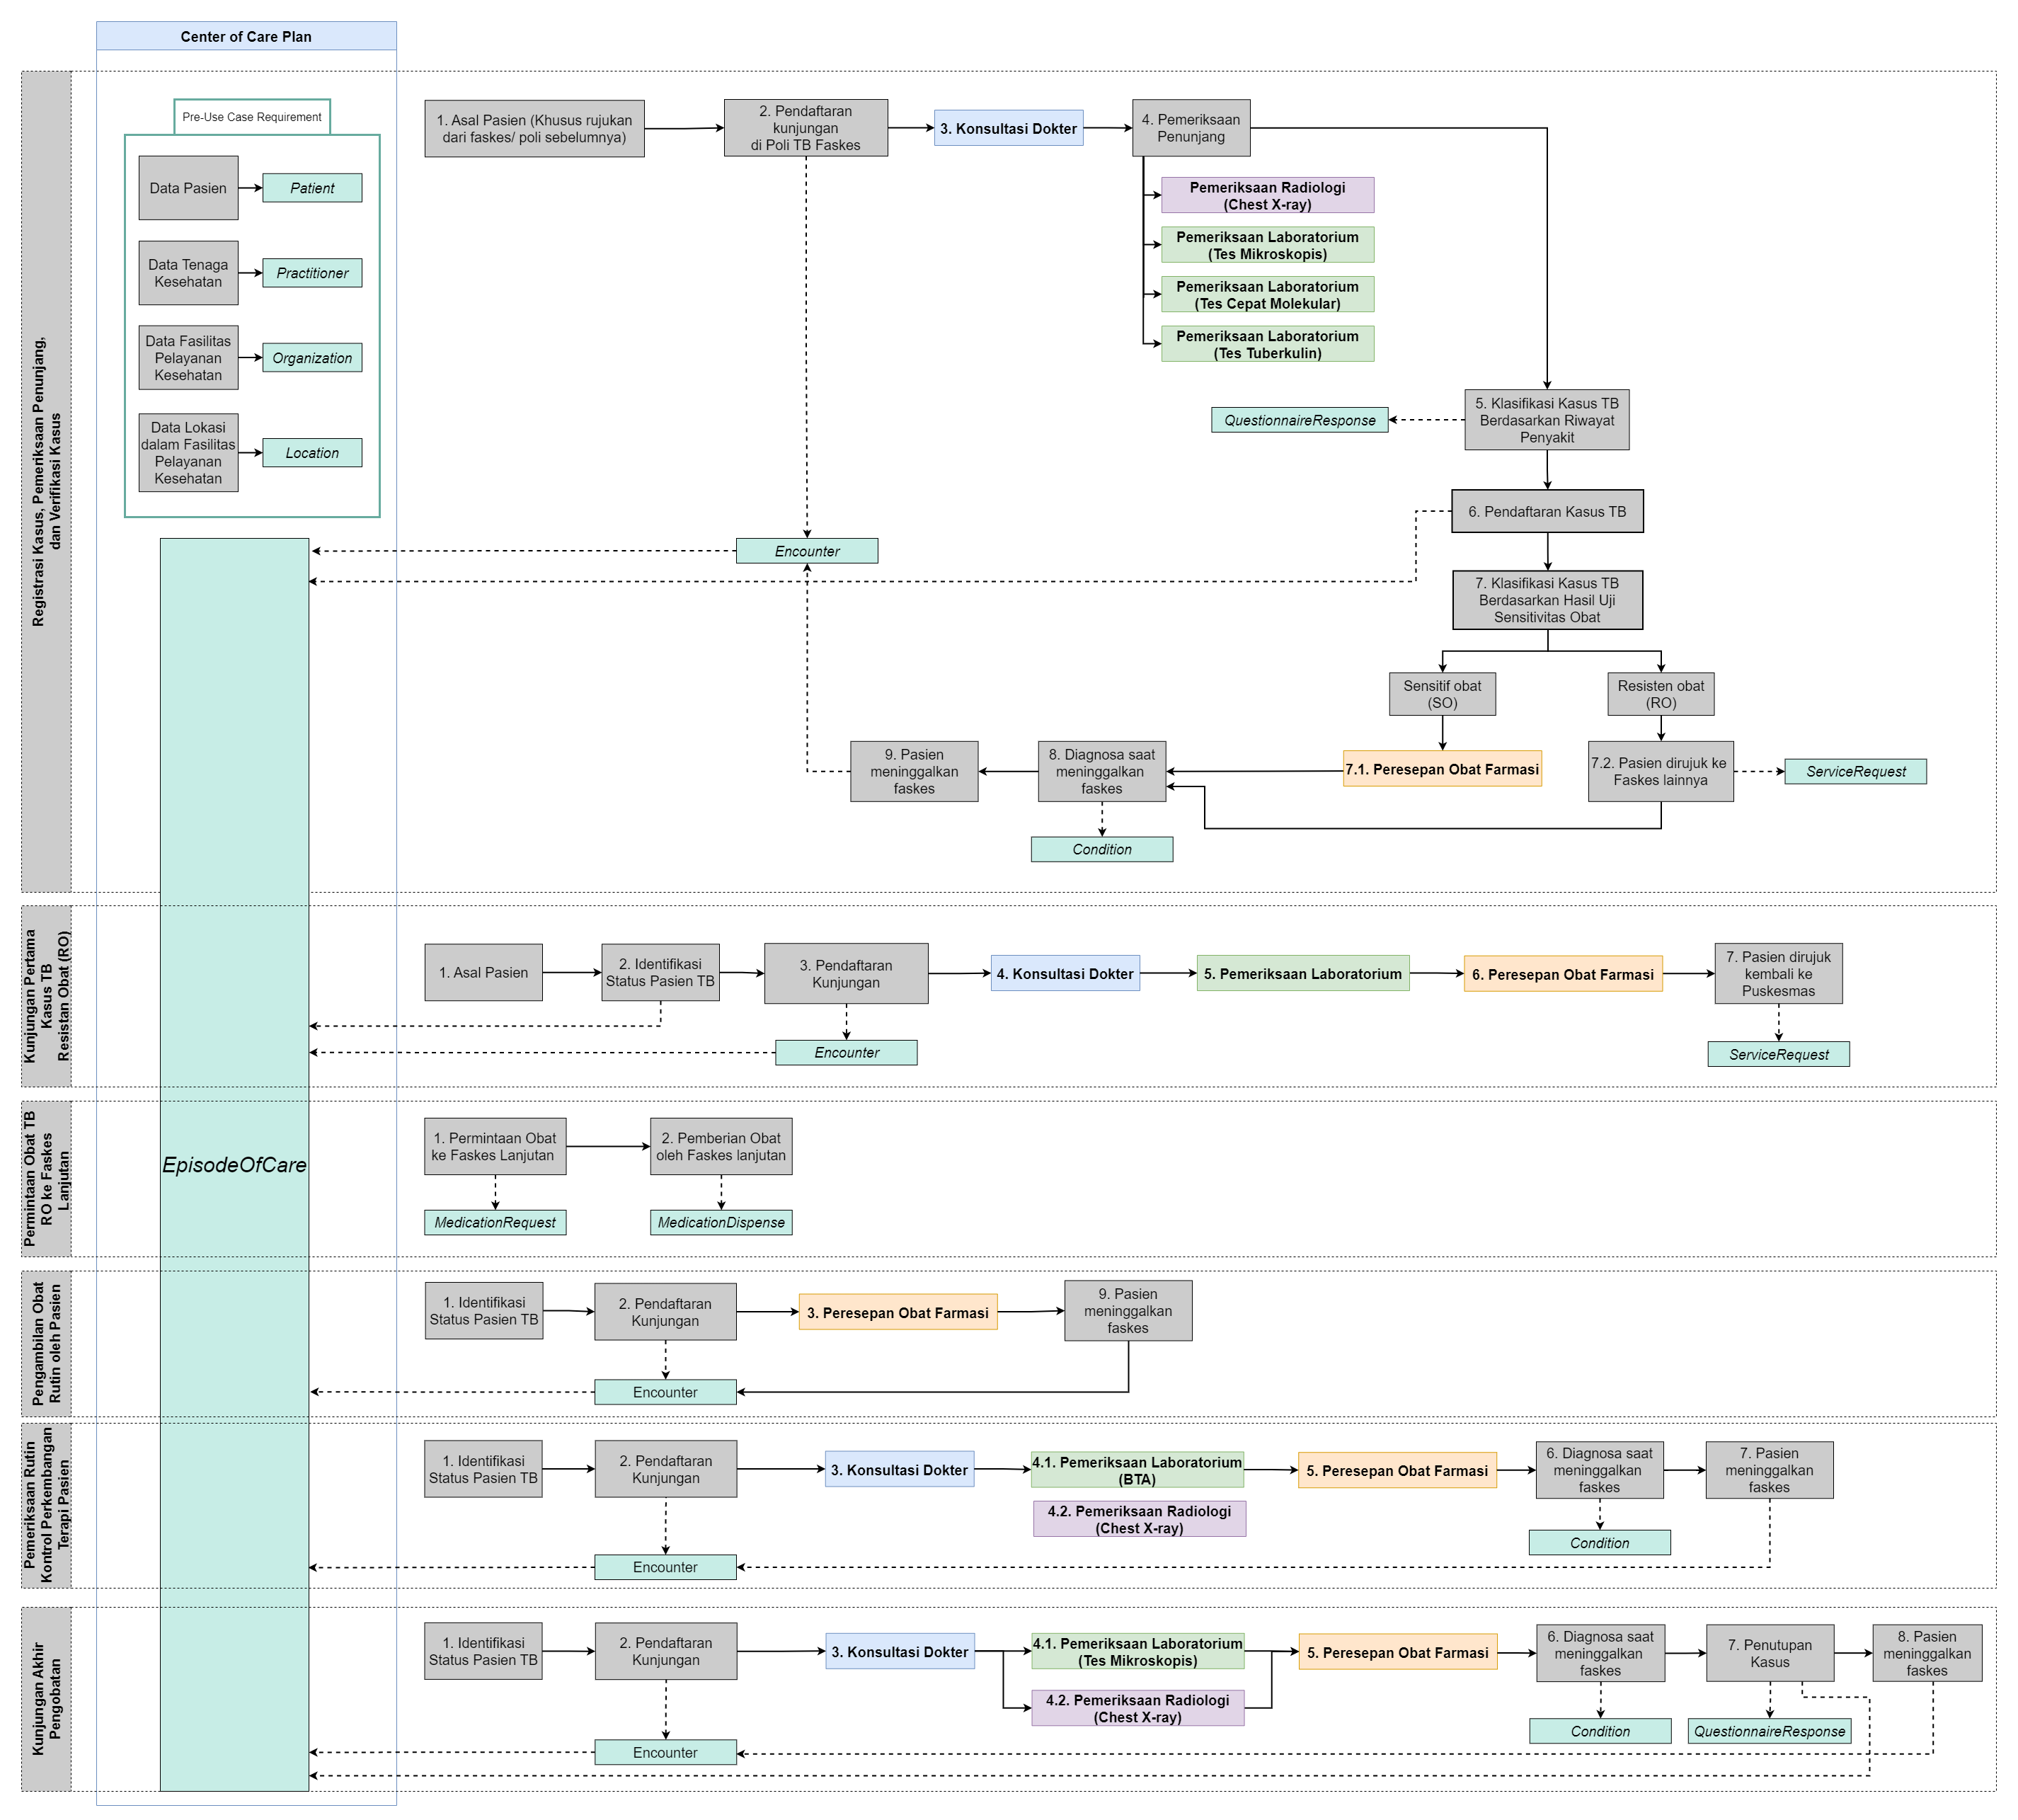 Center of Care Plan
Registrasi Kasus, Pemeriksaan Penunjang,
dan Verifikasi Kasus
Pre-Use Case Requirement
Data Pasien
Patient
Data Tenaga
Kesehatan
Practitioner
Data Fasilitas
Pelayanan
Kesehatan
Organization
Data Lokasi
dalam Fasilitas
Pelayanan
Kesehatan
Location
1. Asal Pasien (Khusus rujukan
dari faskes/ poli sebelumnya)
2. Pendaftaran
kunjungan
di Poli TB Faskes
3. Konsultasi Dokter
4. Pemeriksaan
Penunjang
Pemeriksaan Radiologi
(Chest X-ray)
Pemeriksaan Laboratorium
(Tes Mikroskopis)
Pemeriksaan Laboratorium
(Tes Cepat Molekular)
Pemeriksaan Laboratorium
(Tes Tuberkulin)
5. Klasifikasi Kasus TB
Berdasarkan Riwayat
Penyakit
QuestionnaireResponse
6. Pendaftaran Kasus TB
Encounter
7. Klasifikasi Kasus TB
Berdasarkan Hasil Uji
Sensitivitas Obat
Sensitif obat
(SO)
Resisten obat
(RO)
7.1. Peresepan Obat Farmasi
7.2. Pasien dirujuk ke
Faskes lainnya
ServiceRequest
8. Diagnosa saat
meninggalkan
faskes
9. Pasien
meninggalkan
faskes
Condition
EpisodeOfCare
Kunjungan Pertama
Kasus TB
Resistan Obat (RO)
1. Asal Pasien
2. Identifikasi
Status Pasien TB
3. Pendaftaran
Kunjungan
4. Konsultasi Dokter
5. Pemeriksaan Laboratorium
6. Peresepan Obat Farmasi
7. Pasien dirujuk
kembali ke
Puskesmas
Encounter
ServiceRequest
Permintaan Obat TB
RO ke Faskes
Lanjutan
1. Permintaan Obat
ke Faskes Lanjutan
2. Pemberian Obat
oleh Faskes lanjutan
MedicationRequest
MedicationDispense
Pengambilan Obat
Rutin oleh Pasien
1. Identifikasi
Status Pasien TB
2. Pendaftaran
Kunjungan
3. Peresepan Obat Farmasi
9. Pasien
meninggalkan
faskes
Encounter
Pemeriksaan Rutin
Kontrol Perkembangan
Terapi Pasien
1. Identifikasi
Status Pasien TB
2. Pendaftaran
Kunjungan
3. Konsultasi Dokter
4.1. Pemeriksaan Laboratorium
(BTA)
4.2. Pemeriksaan Radiologi
(Chest X-ray)
5. Peresepan Obat Farmasi
6. Diagnosa saat
meninggalkan
faskes
7. Pasien
meninggalkan
faskes
Condition
Encounter
Kunjungan Akhir
Pengobatan
1. Identifikasi
Status Pasien TB
2. Pendaftaran
Kunjungan
3. Konsultasi Dokter
4.1. Pemeriksaan Laboratorium
(Tes Mikroskopis)
4.2. Pemeriksaan Radiologi
(Chest X-ray)
5. Peresepan Obat Farmasi
6. Diagnosa saat
meninggalkan
faskes
7. Penutupan
Kasus
8. Pasien
meninggalkan
faskes
Condition
QuestionnaireResponse
Encounter